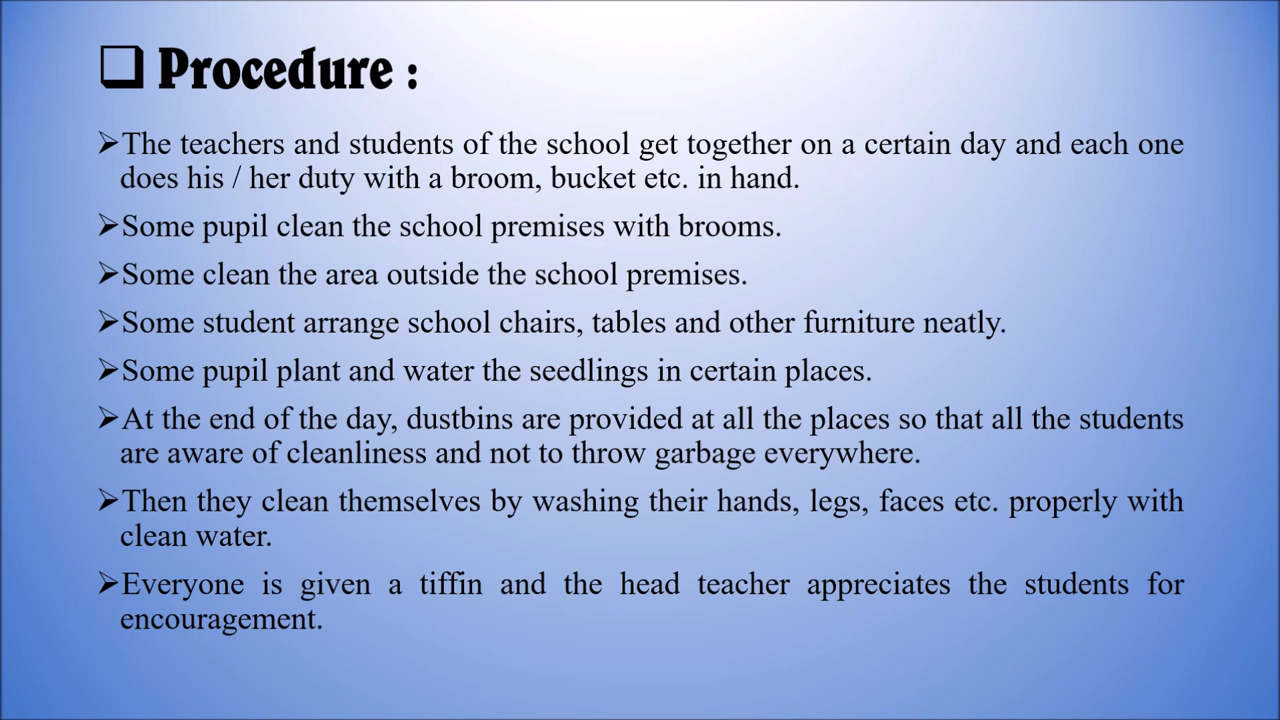 ❑ Procedure :
➢The teachers and students of the school get together on a certain day and each one
does his / her duty with a broom, bucket etc. in hand.
➢Some pupil clean the school premises with brooms.
➢Some clean the area outside the school premises.
➢Some student arrange school chairs, tables and other furniture neatly.
➢Some pupil plant and water the seedlings in certain places.
➢At the end of the day, dustbins are provided at all the places so that all the students
are aware of cleanliness and not to throw garbage everywhere.
➢Then they clean themselves by washing their hands, legs, faces etc. properly with
clean water.
➢Everyone is given a tiffin and the head teacher appreciates the students for
encouragement.